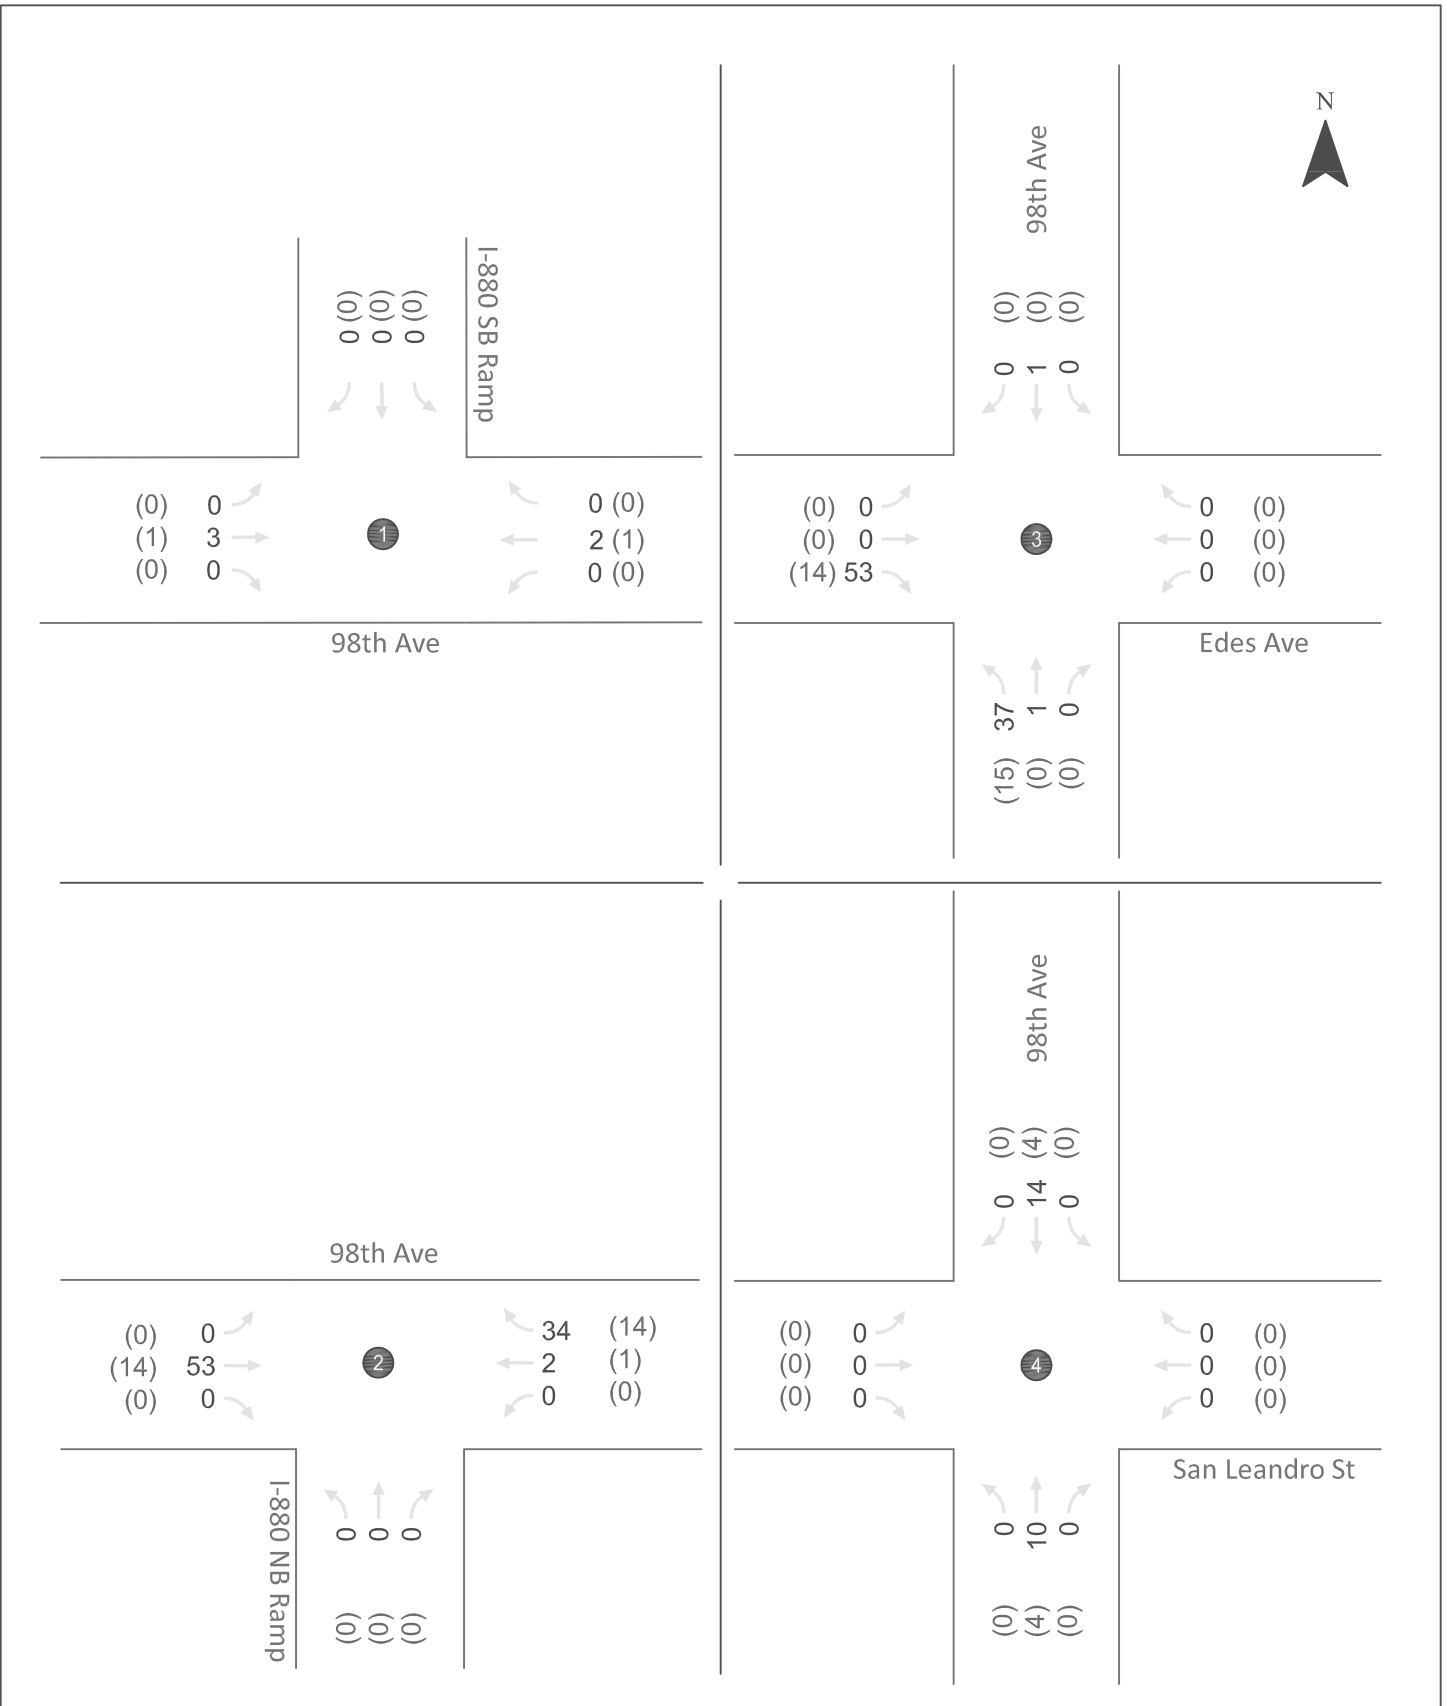 N
98th Ave
I-880 SB Ramp
(0) (0) (0)
0 0 0
(0) 0
(1) 3
(0) 0
1
0 (0)
2 (1)
0 (0)
98th Ave
(0) (0) (0)
0 1 0
(0) 0
(0) 0
(14) 53
3
0 (0)
0 (0)
0 (0)
Edes Ave
37 1 0
(15) (0) (0)
98th Ave
(0) 0
(14) 53
(0) 0
2
34 (14)
2 (1)
0 (0)
I-880 NB Ramp
0 0 0
(0) (0) (0)
98th Ave
(0) (4) (0)
0 14 0
(0) 0
(0) 0
(0) 0
4
0 (0)
0 (0)
0 (0)
San Leandro St
0 10 0
(0) (4) (0)